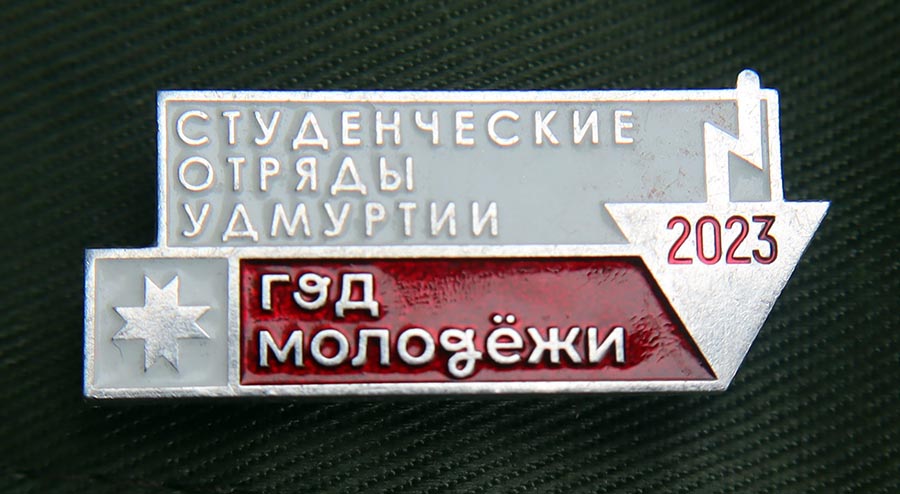 СТУДЕНЧЕСКИЕ
ОТРЯДЫ
УДМУРТИИ
2023
ГОД
МОЛОДЁЖИ